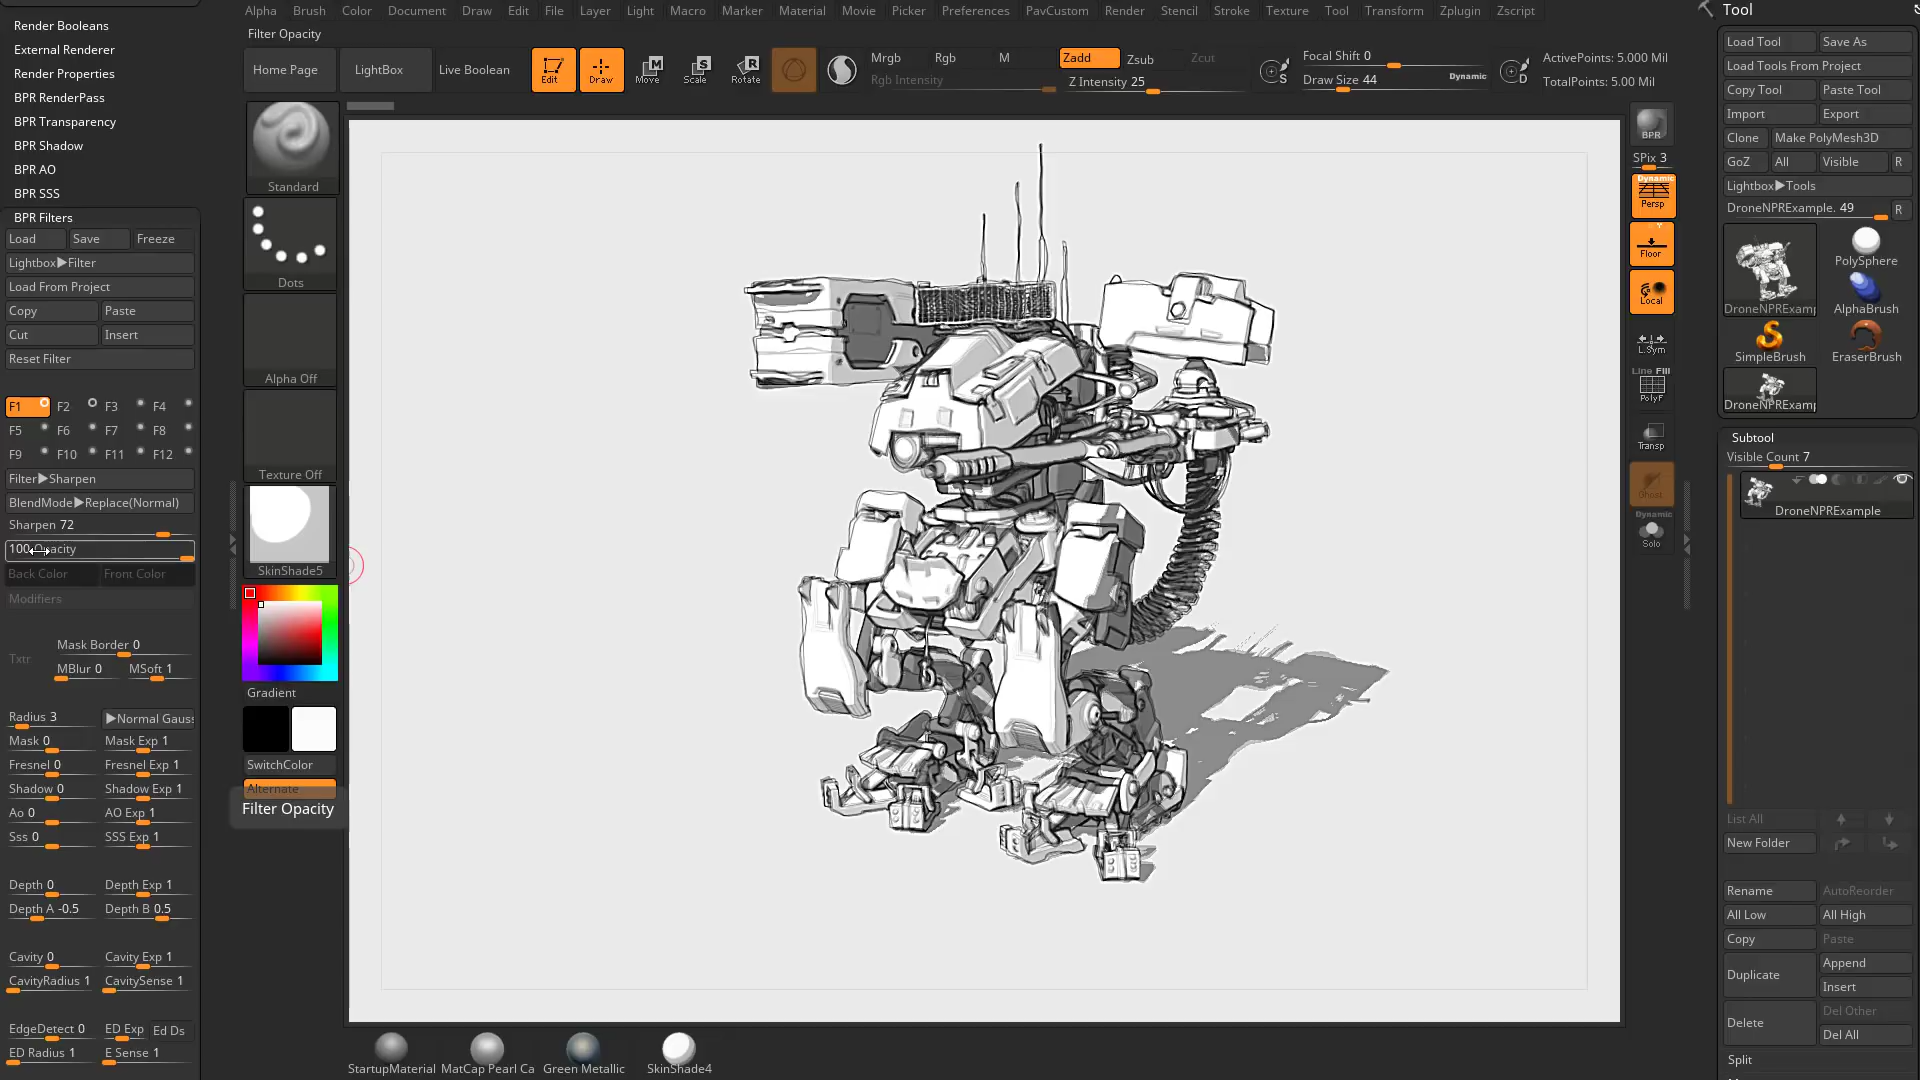 Alpha Brush Color Document Draw Edit File Layer Light Macro Marker Material Movie Picker Preferences PavCustom Render Stencil Stroke Texture Tool Transform Zplugin Zscript
Filter Opacity
Home Page
LightBox
Live Boolean
Edit
Draw
Move
Scale
Rotate
Mrgb Rgb M
Rgb Intensity
Zadd Zsub Zcut
Z Intensity 25
Focal Shift 0
Draw Size 44
Dynamic
ActivePoints: 5.000 Mil
TotalPoints: 5.00 Mil
Render Booleans
External Renderer
Render Properties
BPR RenderPass
BPR Transparency
BPR Shadow
BPR AO
BPR SSS
BPR Filters
Load Save Freeze
Lightbox▶Filter
Load From Project
Copy Paste
Cut Insert
Reset Filter
F1 F2 F3 F4
F5 F6 F7 F8
F9 F10 F11 F12
Filter▶Sharpen
BlendMode▶Replace(Normal)
Sharpen 72
Back Color Front Color
Modifiers
Mask Border 0
Txtr
MBlur 0 MSoft 1
Radius 3 ▶Normal Gauss
Mask 0 Mask Exp 1
Fresnel 0 Fresnel Exp 1
Shadow 0 Shadow Exp 1
Ao 0 AO Exp 1
Sss 0 SSS Exp 1
Depth 0 Depth Exp 1
Depth A -0.5 Depth B 0.5
Cavity 0 Cavity Exp 1
CavityRadius 1 CavitySense 1
EdgeDetect 0 ED Exp Ed Ds
ED Radius 1 E Sense 1
Standard
Dots
Alpha Off
Texture Off
SkinShade5
Gradient
SwitchColor
Alternate
Filter Opacity
StartupMaterial MatCap Pearl Ca Green Metallic SkinShade4
BPR
SPix 3
Dynamic
Persp
Floor
Local
L.Sym
Line Fill
PolyF
Transp
Ghost
Dynamic
Solo
Tool
Load Tool Save As
Load Tools From Project
Copy Tool Paste Tool
Import Export
Clone Make PolyMesh3D
GoZ All Visible R
Lightbox▶Tools
DroneNPRExample. 49 R
PolySphere
DroneNPRExamp AlphaBrush
SimpleBrush EraserBrush
DroneNPRExamp
Subtool
Visible Count 7
DroneNPRExample
List All
New Folder
Rename AutoReorder
All Low All High
Copy Paste
Duplicate
Append
Insert
Delete
Del Other
Del All
Split